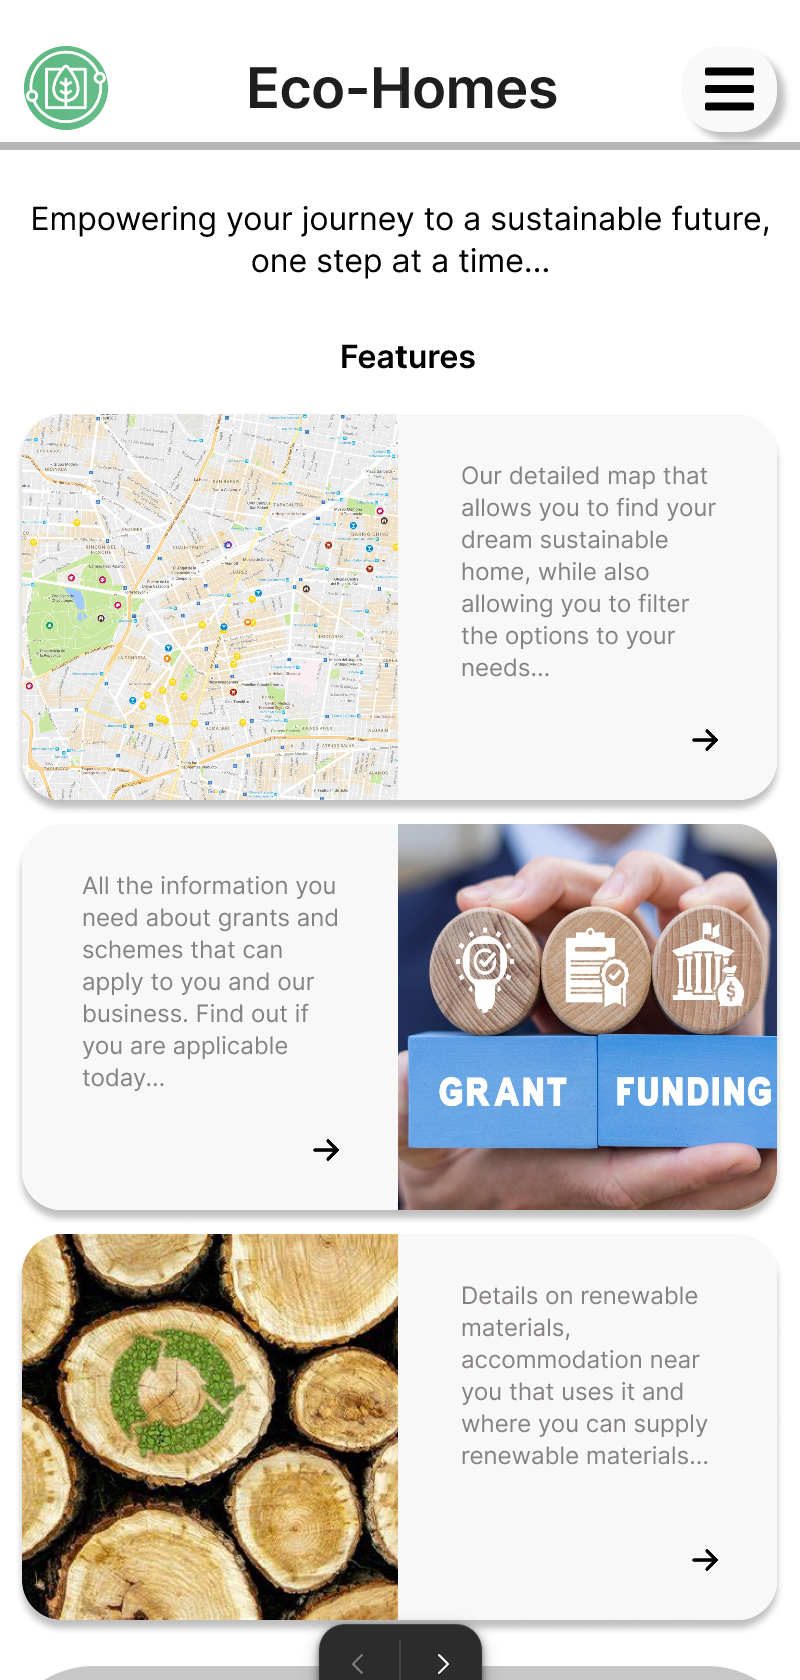 Eco-Homes
Empowering your journey to a sustainable future,
one step at a time...
Features
Our detailed map that
allows you to find your
dream sustainable
home, while also
allowing you to filter
the options to your
needs...
All the information you
need about grants and
schemes that can
apply to you and our
business. Find out if
you are applicable
today...
GRANT FUNDING
Details on renewable
materials,
accommodation near
you that uses it and
where you can supply
renewable materials...